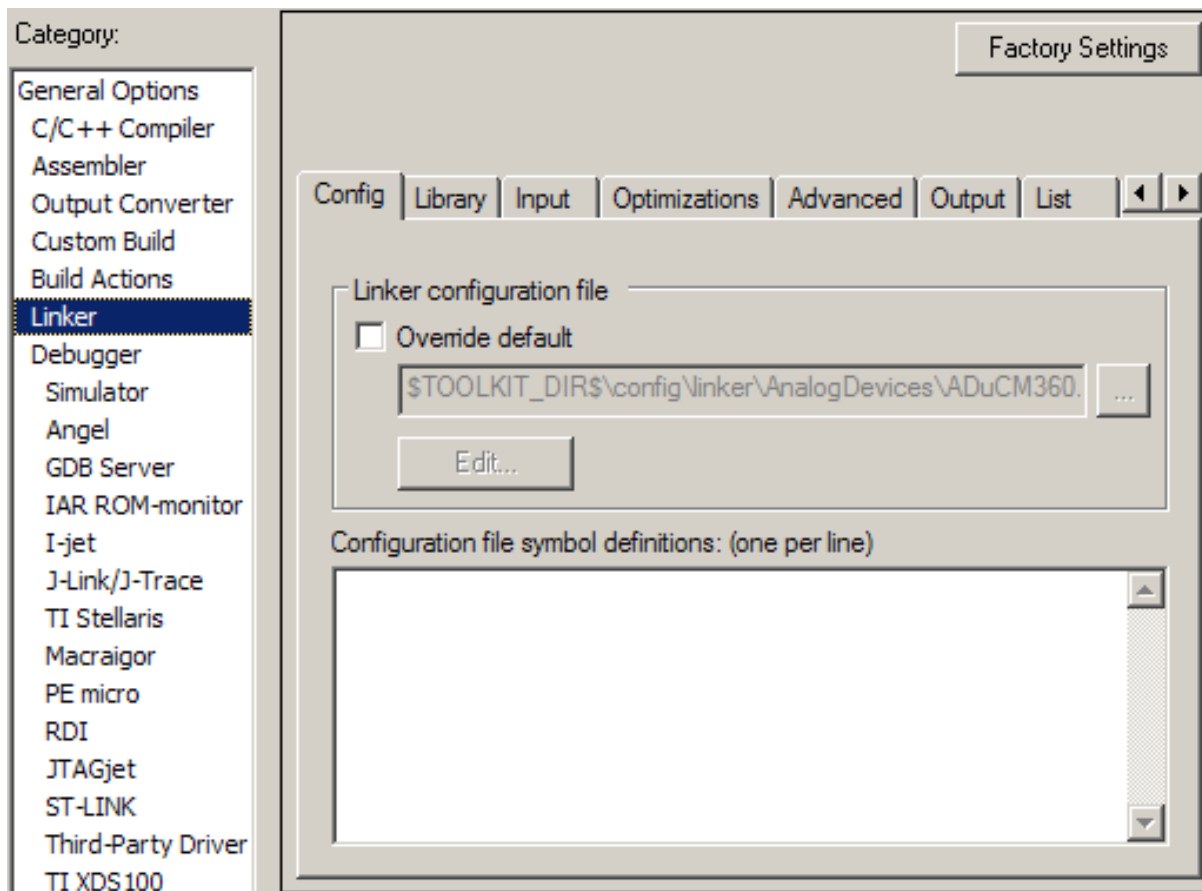 Category:
General Options
C/C++ Compiler
Assembler
Output Converter
Custom Build
Build Actions
Linker
Debugger
Simulator
Angel
GDB Server
IAR ROM-monitor
I-jet
J-Link/J-Trace
TI Stellaris
Macraigor
PE micro
RDI
JTAGjet
ST-LINK
Third-Party Driver
TI XDS100
Factory Settings
Config Library Input Optimizations Advanced Output List
Linker configuration file
Override default
$TOOLKIT_DIR$\config\linker\AnalogDevices\ADuCM360. ...
Edit...
Configuration file symbol definitions: (one per line)